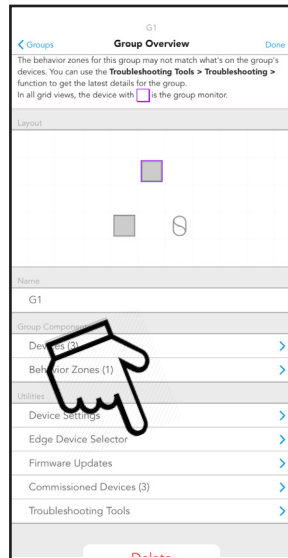 G1
Groups
Group Overview
Done
The behavior zones for this group may not match what's on the group's
devices. You can use the Troubleshooting Tools > Troubleshooting >
function to get the latest details for the group.
In all grid views, the device with is the group monitor.
Layout
Name
G1
Group Components
Devices (3)
Behavior Zones (1)
Utilities
Device Settings
Edge Device Selector
Firmware Updates
Commissioned Devices (3)
Troubleshooting Tools
Delete